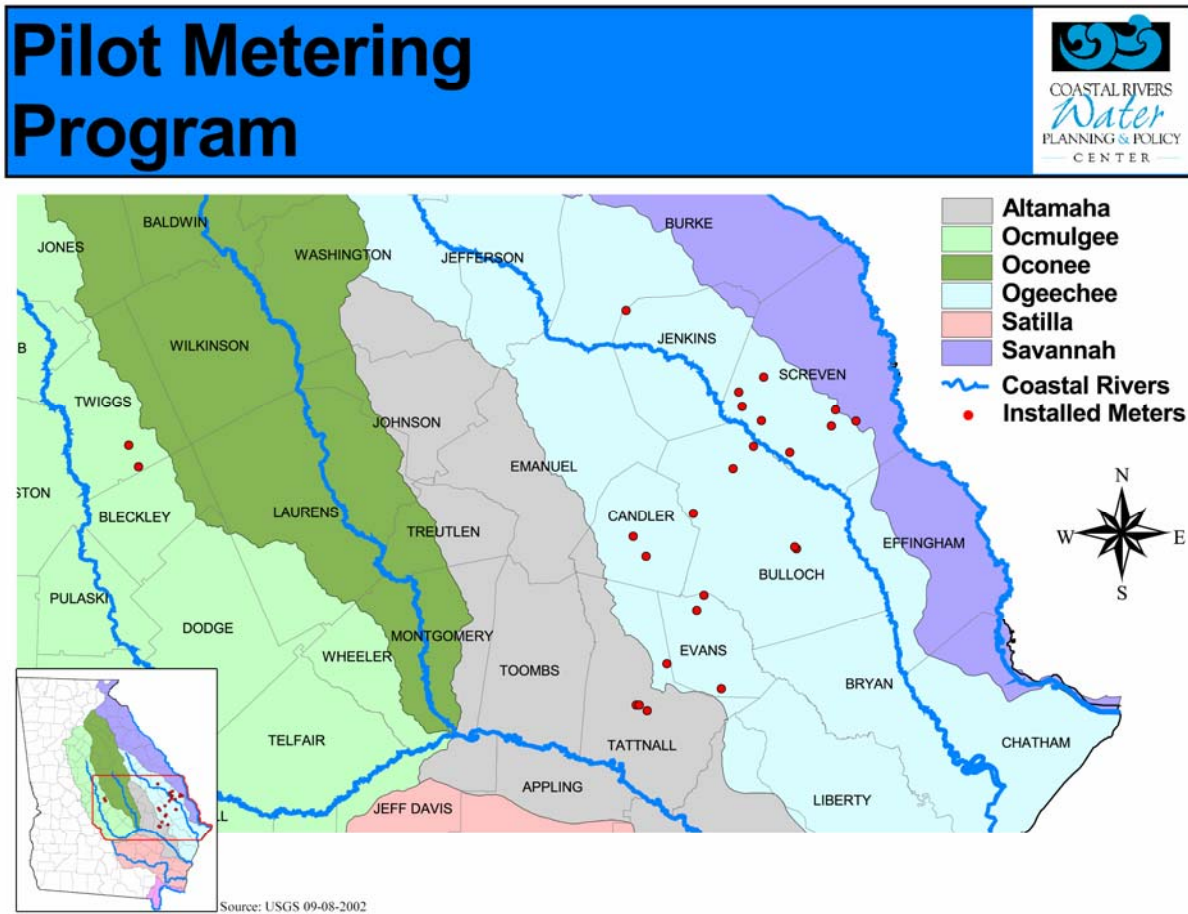 Pilot Metering
Program
COASTAL RIVERS
Water
PLANNING & POLICY
CENTER
Altamaha
Ocmulgee
Oconee
Ogeechee
Satilla
Savannah
Coastal Rivers
Installed Meters
N
W
E
S
BALDWIN
BURKE
JONES
WASHINGTON
JEFFERSON
WILKINSON
JENKINS
B
SCREVEN
TWIGGS
JOHNSON
EMANUEL
STON
BLECKLEY
LAURENS
CANDLER
TREUTLEN
EFFINGHAM
BULLOCH
PULASKI
DODGE
MONTGOMERY
WHEELER
EVANS
TOOMBS
BRYAN
TELFAIR
TATTNALL
CHATHAM
APPLING
LIBERTY
JEFF DAVIS
LL
Source: USGS 09-08-2002